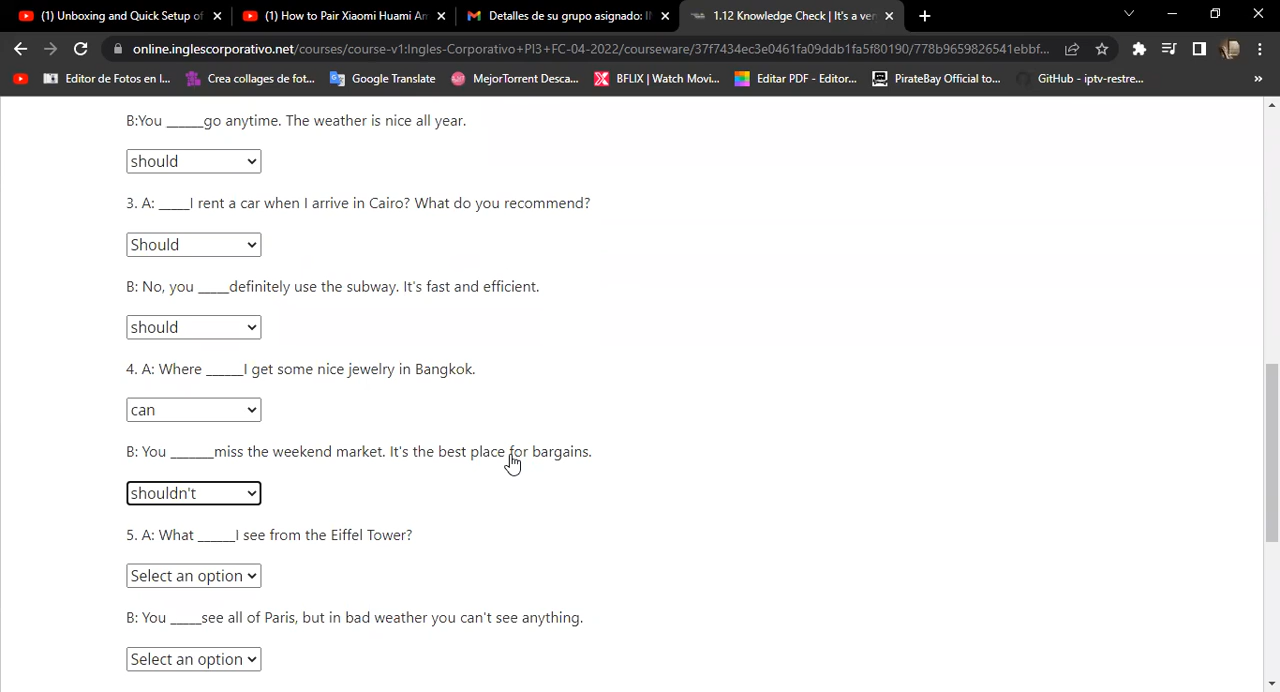 (1) Unboxing and Quick Setup of
(1) How to Pair Xiaomi Huami Am
Detalles de su grupo asignado: I
1.12 Knowledge Check | It's a ver
online.inglescorporativo.net/courses/course-v1:Ingles-Corporativo+PI3+FC-04-2022/courseware/37f7434ec3e0461fa09ddb1fa5f80190/778b9659826541ebbf...
Editor de Fotos en l...
Crea collages de fot...
Google Translate
MejorTorrent Desca...
BFLIX | Watch Movi...
Editar PDF - Editor...
PirateBay Official to...
GitHub - iptv-restre...
»
B:You ______go anytime. The weather is nice all year.
should
3. A: _____I rent a car when I arrive in Cairo? What do you recommend?
Should
B: No, you _____definitely use the subway. It's fast and efficient.
should
4. A: Where ______I get some nice jewelry in Bangkok.
can
B: You _______miss the weekend market. It's the best place for bargains.
shouldn't
5. A: What ______I see from the Eiffel Tower?
Select an option
B: You _____see all of Paris, but in bad weather you can't see anything.
Select an option